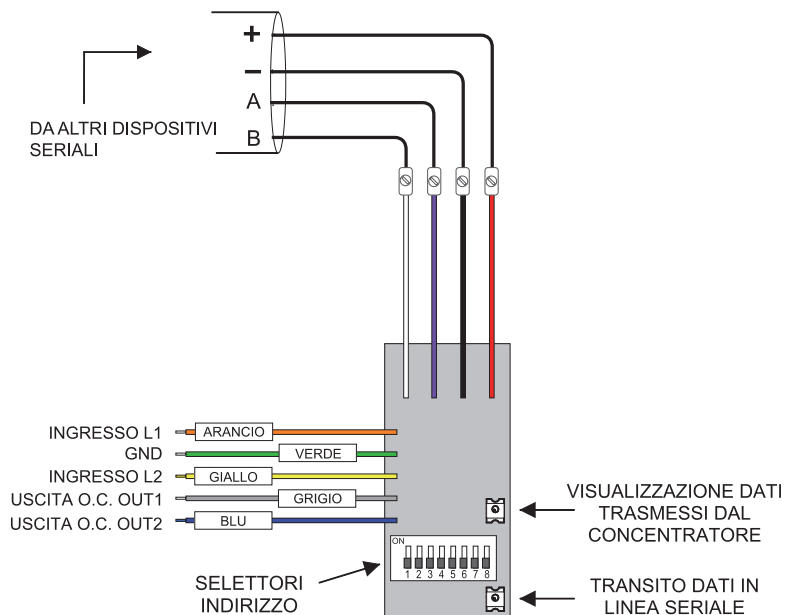 +
−
A
B
DA ALTRI DISPOSITIVI
SERIALI
INGRESSO L1
ARANCIO
GND
VERDE
INGRESSO L2
GIALLO
USCITA O.C. OUT1
GRIGIO
USCITA O.C. OUT2
BLU
VISUALIZZAZIONE DATI
TRASMESSI DAL
CONCENTRATORE
ON
1 2 3 4 5 6 7 8
SELETTORI
INDIRIZZO
TRANSITO DATI IN
LINEA SERIALE